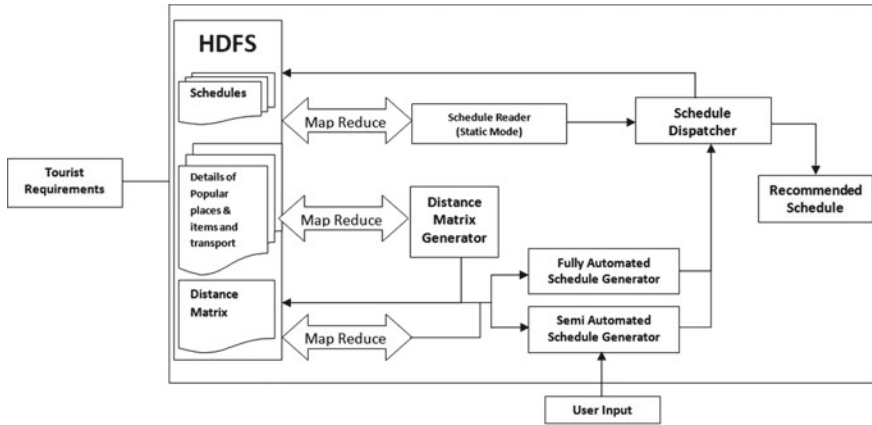 HDFS
Schedules
Map Reduce
Schedule Reader
(Static Mode)
Schedule
Dispatcher
Tourist
Requirements
Details of
Popular
places &
items and
transport
Map Reduce
Distance
Matrix
Generator
Recommended
Schedule
Fully Automated
Schedule Generator
Distance
Matrix
Map Reduce
Semi Automated
Schedule Generator
User Input